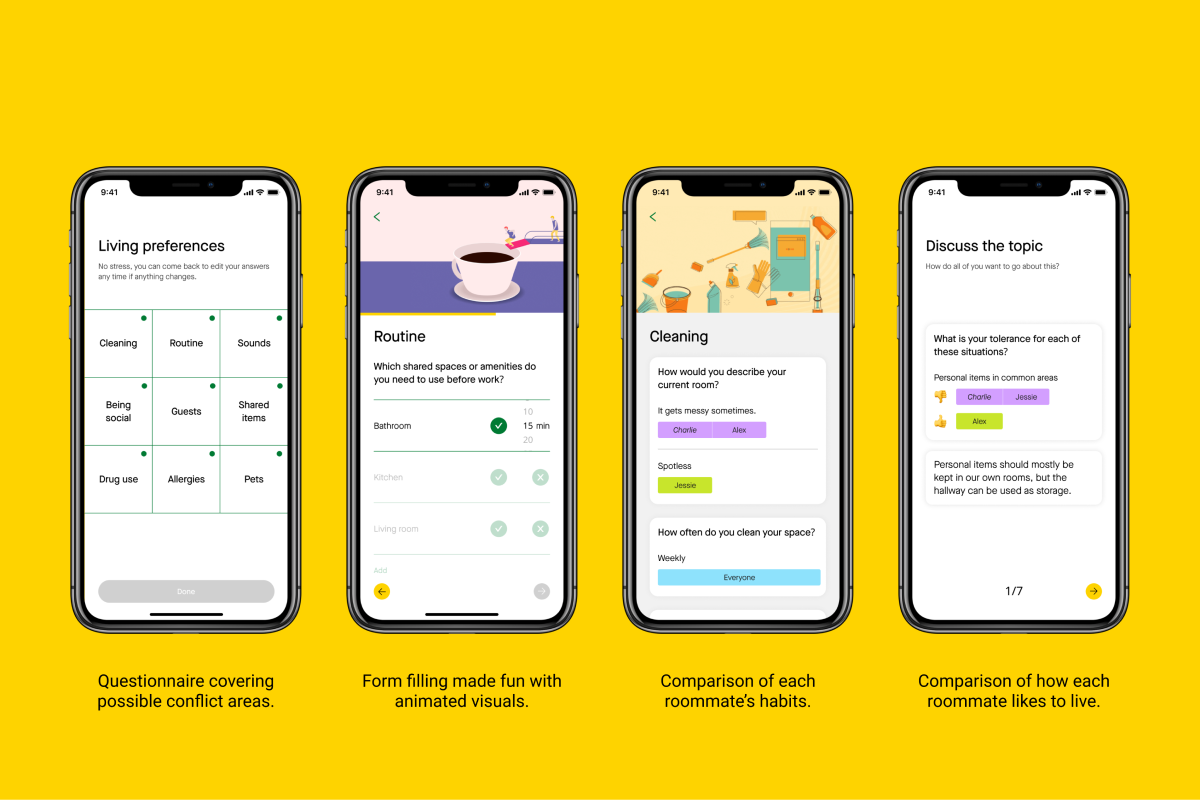 9:41
Living preferences
No stress, you can come back to edit your answers
any time if anything changes.
Cleaning
Routine
Sounds
Being
social
Guests
Shared
items
Drug use
Allergies
Pets
Done
Questionnaire covering
possible conflict areas.
9:41
Routine
Which shared spaces or amenities do
you need to use before work?
10
Bathroom
15 min
20
Kitchen
Living room
Add
Form filling made fun with
animated visuals.
9:41
Cleaning
How would you describe your
current room?
It gets messy sometimes.
Charlie
Alex
Spotless
Jessie
How often do you clean your space?
Weekly
Everyone
Comparison of each
roommate’s habits.
9:41
Discuss the topic
How do all of you want to go about this?
What is your tolerance for each of
these situations?
Personal items in common areas
Charlie
Jessie
Alex
Personal items should mostly be
kept in our own rooms, but the
hallway can be used as storage.
1/7
Comparison of how each
roommate likes to live.